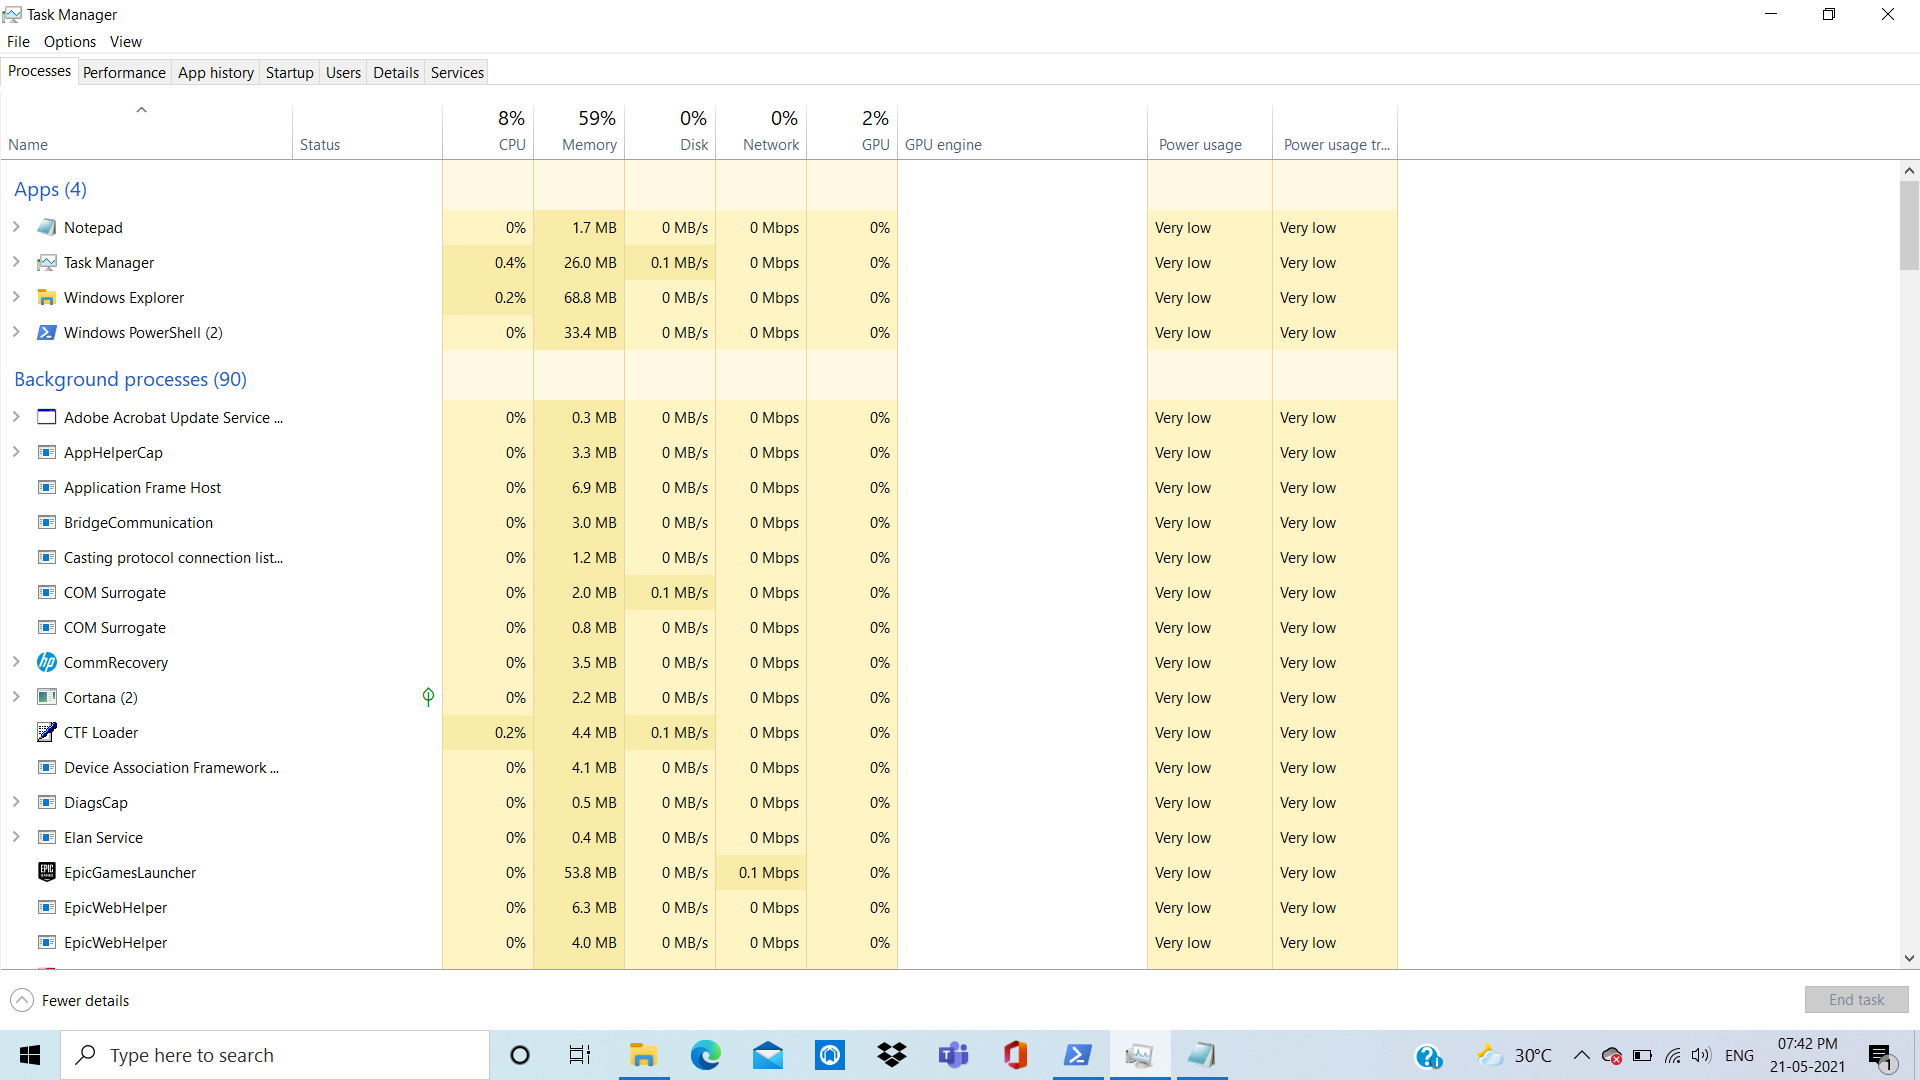 Task Manager
File Options View
Processes Performance App history Startup Users Details Services
8% 59% 0% 0% 2%
Name Status CPU Memory Disk Network GPU GPU engine Power usage Power usage tr...
Apps (4)
Notepad 0% 1.7 MB 0 MB/s 0 Mbps 0% Very low Very low
Task Manager 0.4% 26.0 MB 0.1 MB/s 0 Mbps 0% Very low Very low
Windows Explorer 0.2% 68.8 MB 0 MB/s 0 Mbps 0% Very low Very low
Windows PowerShell (2) 0% 33.4 MB 0 MB/s 0 Mbps 0% Very low Very low
Background processes (90)
Adobe Acrobat Update Service ... 0% 0.3 MB 0 MB/s 0 Mbps 0% Very low Very low
AppHelperCap 0% 3.3 MB 0 MB/s 0 Mbps 0% Very low Very low
Application Frame Host 0% 6.9 MB 0 MB/s 0 Mbps 0% Very low Very low
BridgeCommunication 0% 3.0 MB 0 MB/s 0 Mbps 0% Very low Very low
Casting protocol connection list... 0% 1.2 MB 0 MB/s 0 Mbps 0% Very low Very low
COM Surrogate 0% 2.0 MB 0.1 MB/s 0 Mbps 0% Very low Very low
COM Surrogate 0% 0.8 MB 0 MB/s 0 Mbps 0% Very low Very low
hp CommRecovery 0% 3.5 MB 0 MB/s 0 Mbps 0% Very low Very low
Cortana (2) 0% 2.2 MB 0 MB/s 0 Mbps 0% Very low Very low
CTF Loader 0.2% 4.4 MB 0.1 MB/s 0 Mbps 0% Very low Very low
Device Association Framework ... 0% 4.1 MB 0 MB/s 0 Mbps 0% Very low Very low
DiagsCap 0% 0.5 MB 0 MB/s 0 Mbps 0% Very low Very low
Elan Service 0% 0.4 MB 0 MB/s 0 Mbps 0% Very low Very low
EPIC GAMES EpicGamesLauncher 0% 53.8 MB 0 MB/s 0.1 Mbps 0% Very low Very low
EpicWebHelper 0% 6.3 MB 0 MB/s 0 Mbps 0% Very low Very low
EpicWebHelper 0% 4.0 MB 0 MB/s 0 Mbps 0% Very low Very low
Fewer details End task
Type here to search 30°C ENG 07:42 PM
21-05-2021 1